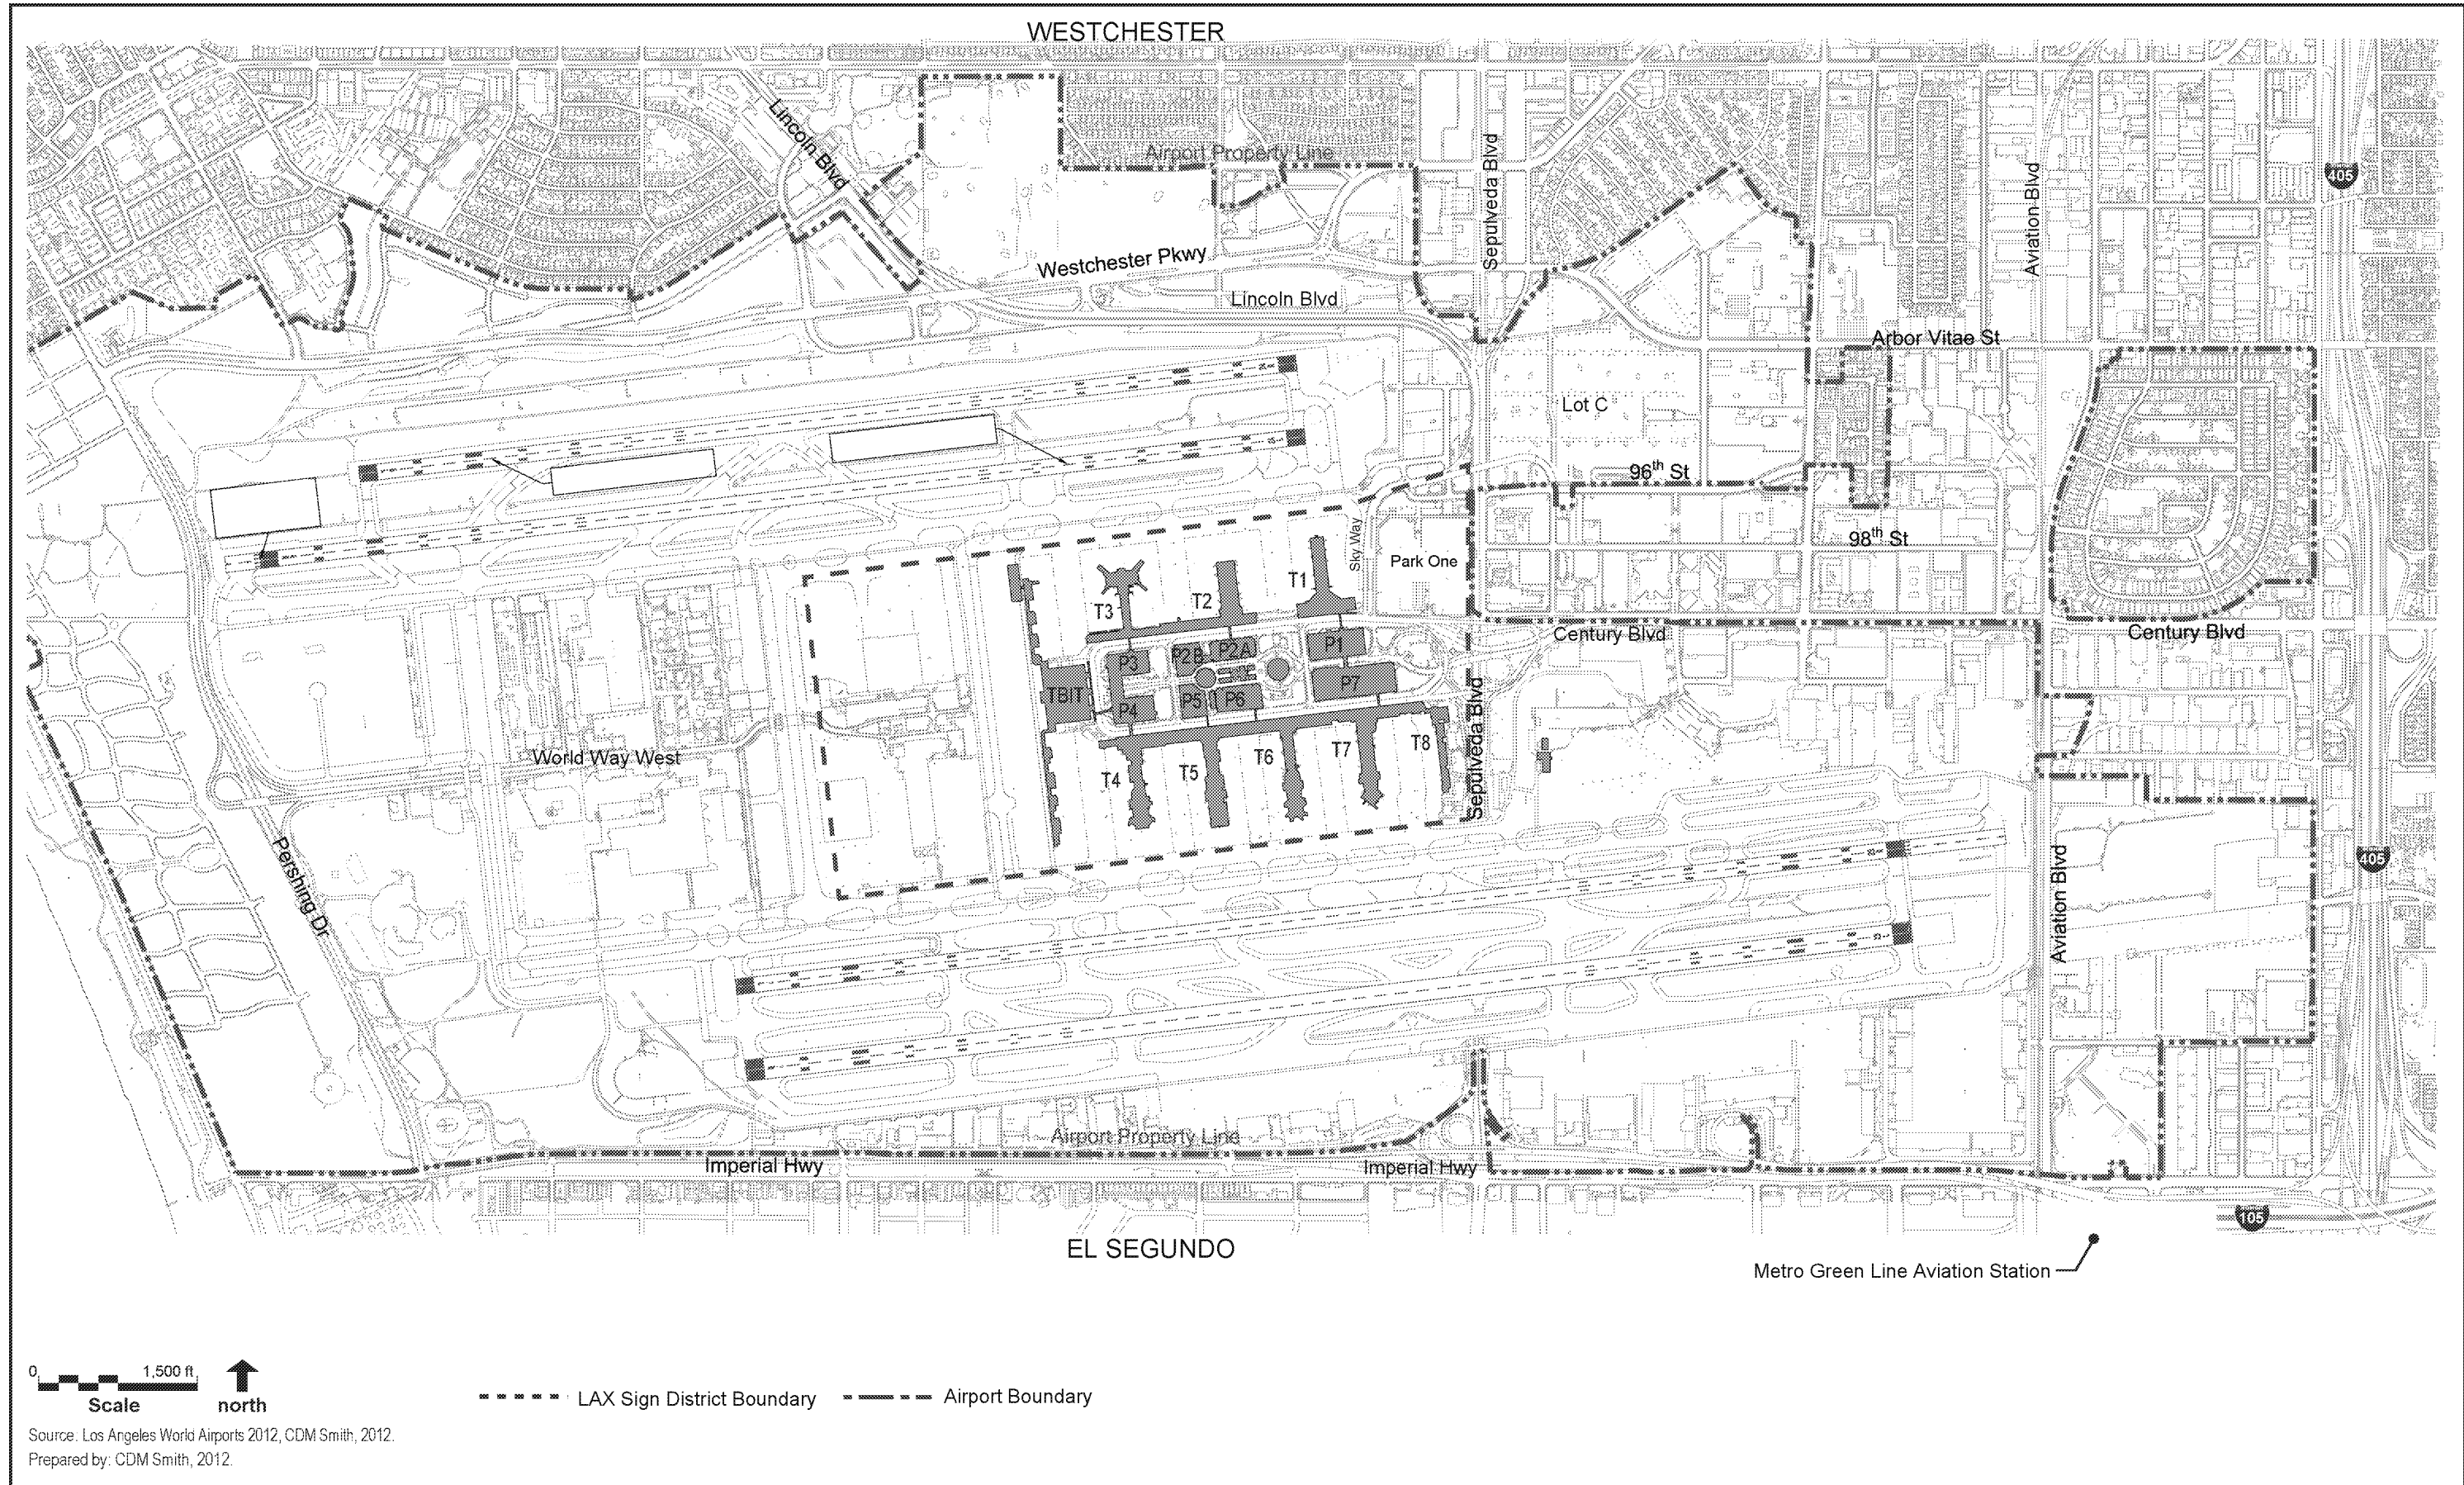 WESTCHESTER
Lincoln Blvd
Airport Property Line
Sepulveda Blvd
Aviation Blvd
405
Westchester Pkwy
Lincoln Blvd
Arbor Vitae St
Lot C
96th St
98th St
Sky Way
Park One
T3
T2
T1
Century Blvd
Century Blvd
P3
P2B
P2A
P1
TBIT
P4
P5
P6
P7
Sepulveda Blvd
World Way West
T4
T5
T6
T7
T8
Pershing Dr
Aviation Blvd
405
Airport Property Line
Imperial Hwy
Imperial Hwy
105
EL SEGUNDO
Metro Green Line Aviation Station
0
1,500 ft
Scale
north
LAX Sign District Boundary
Airport Boundary
Source: Los Angeles World Airports 2012, CDM Smith, 2012.
Prepared by: CDM Smith, 2012.